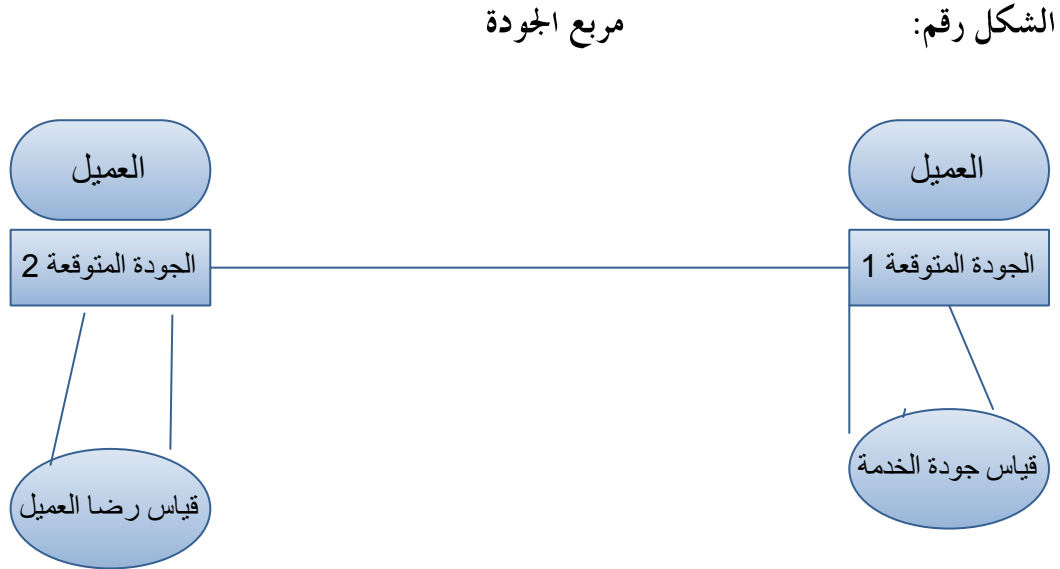 الشكل رقم: مربع الجودة
العميل العميل
الجودة المتوقعة 1 الجودة المتوقعة 2
قياس جودة الخدمة قياس رضا العميل